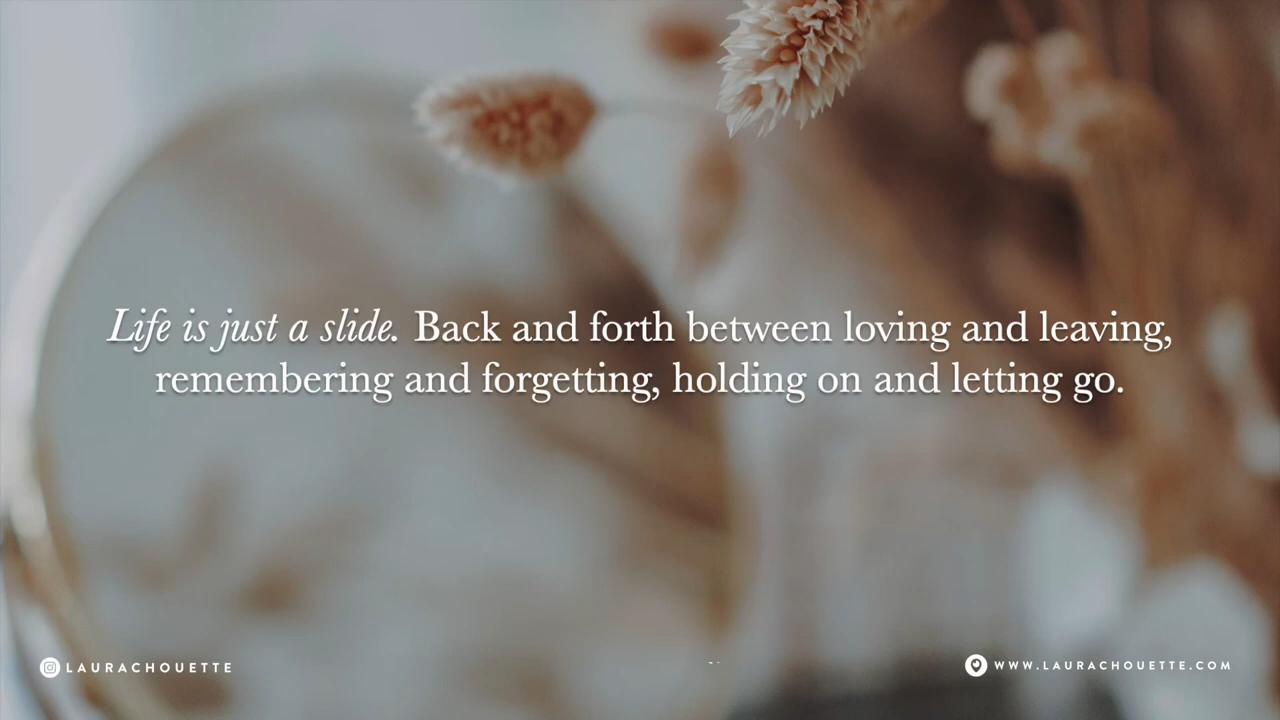 Life is just a slide. Back and forth between loving and leaving,
remembering and forgetting, holding on and letting go.
LAURACHOUETTE
WWW.LAURACHOUETTE.COM